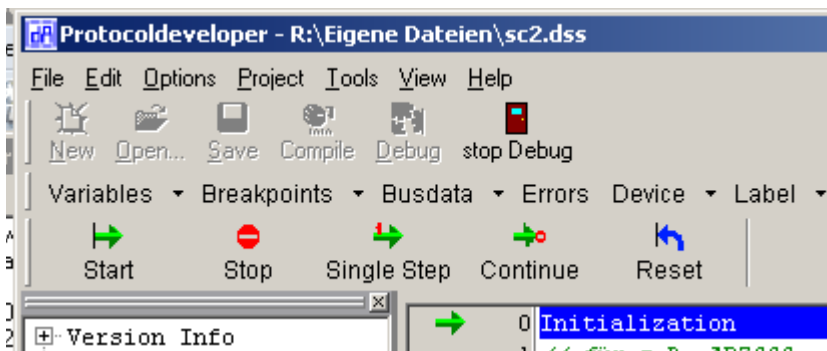 Protocoldeveloper - R:\Eigene Dateien\sc2.dss
File Edit Options Project Tools View Help
New Open... Save Compile Debug stop Debug
Variables Breakpoints Busdata Errors Device Label
Start Stop Single Step Continue Reset
Version Info
0 Initialization